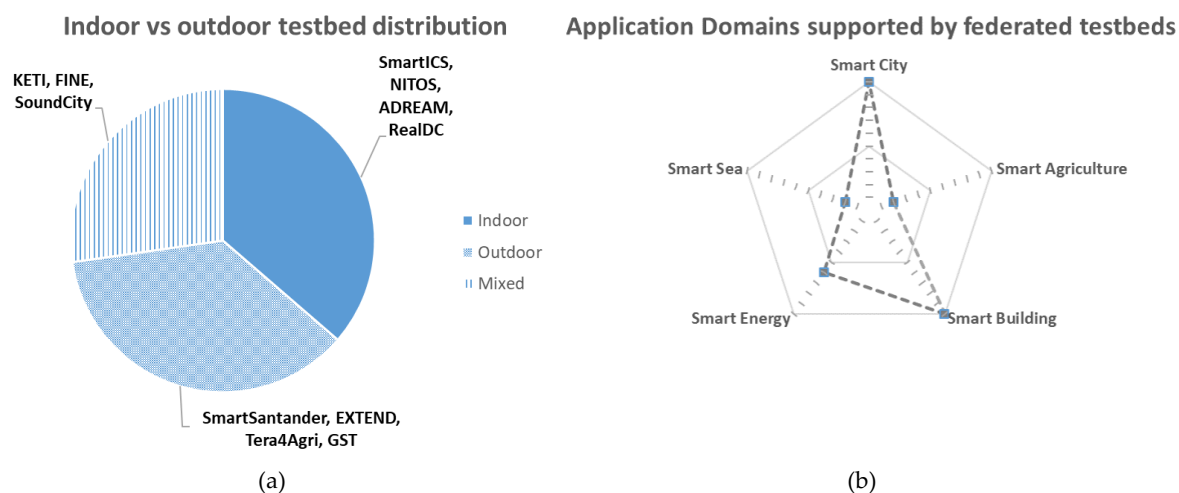 Indoor vs outdoor testbed distribution
KETI, FINE,
SoundCity
SmartICS,
NITOS,
ADREAM,
RealDC
Indoor
Outdoor
Mixed
SmartSantander, EXTEND,
Tera4Agri, GST
(a)
Application Domains supported by federated testbeds
Smart City
Smart Sea
Smart Agriculture
Smart Energy
Smart Building
(b)